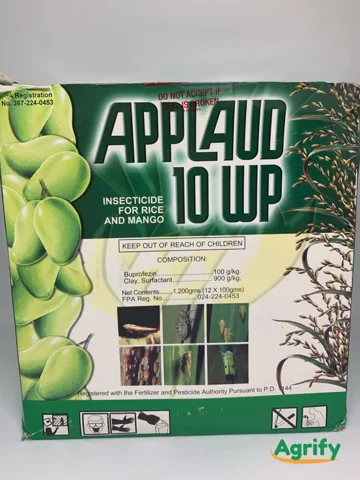 Registration
No. 387-224-0453
DO NOT ACCEPT IF
BROKEN
APPLAUD
10 WP
INSECTICIDE
FOR RICE
AND MANGO
KEEP OUT OF REACH OF CHILDREN
COMPOSITION:
Buprofezin....................100 g/kg.
Clay, Surfactant..............900 g/kg.
Net Contents..........1,200gms (12 X 100gms)
FPA Reg. No...........024-224-0453
Registered with the Fertilizer and Pesticide Authority Pursuant to P.D. 1144
Agrify